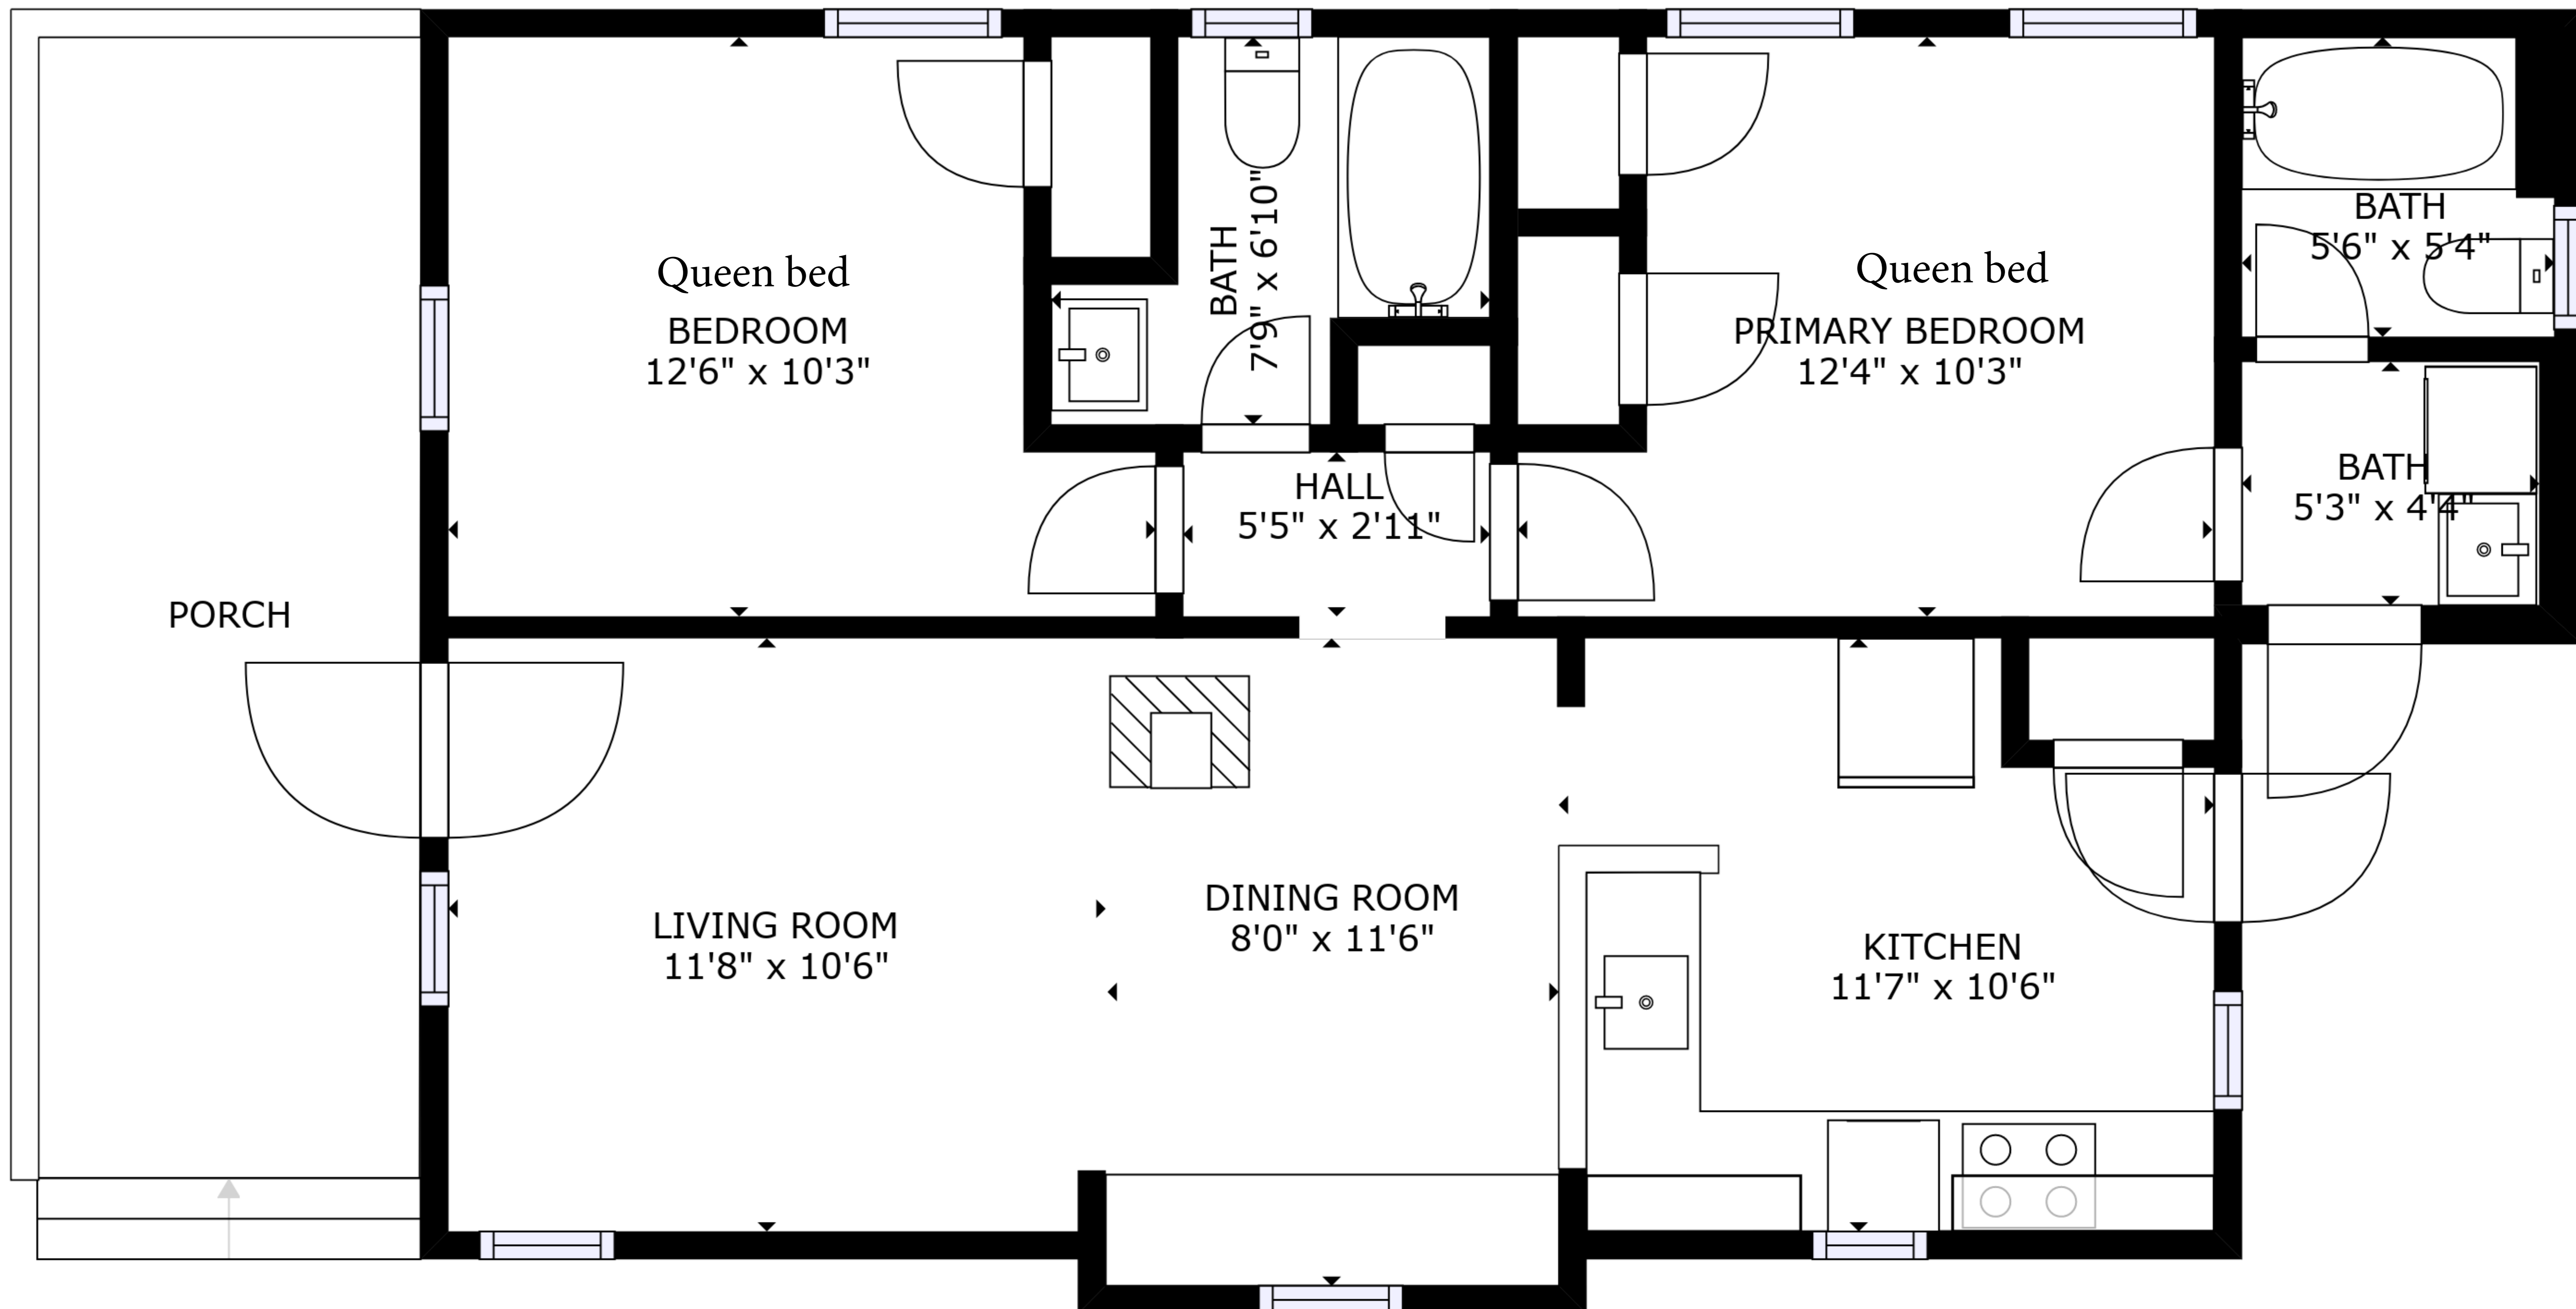 Queen bed
BEDROOM
12'6" x 10'3"
BATH
7'9" x 6'10"
Queen bed
PRIMARY BEDROOM
12'4" x 10'3"
BATH
5'6" x 5'4"
BATH
5'3" x 4'4"
HALL
5'5" x 2'11"
PORCH
LIVING ROOM
11'8" x 10'6"
DINING ROOM
8'0" x 11'6"
KITCHEN
11'7" x 10'6"